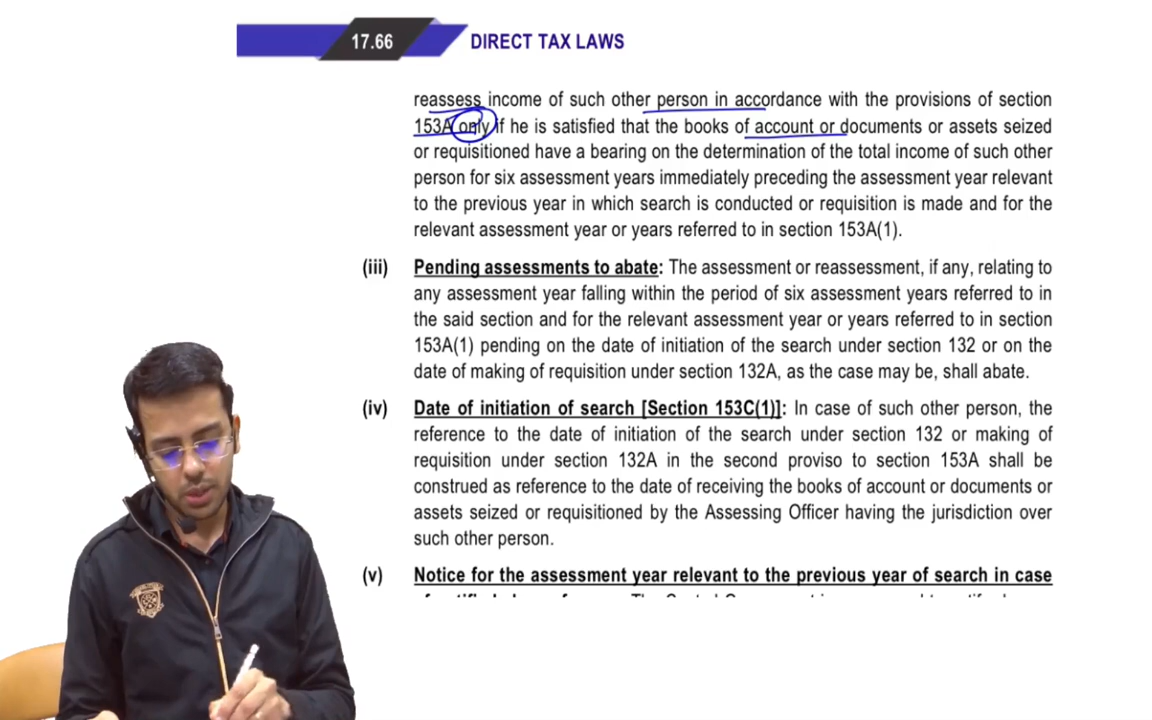 17.66 DIRECT TAX LAWS
reassess income of such other person in accordance with the provisions of section
153A only if he is satisfied that the books of account or documents or assets seized
or requisitioned have a bearing on the determination of the total income of such other
person for six assessment years immediately preceding the assessment year relevant
to the previous year in which search is conducted or requisition is made and for the
relevant assessment year or years referred to in section 153A(1).
(iii) Pending assessments to abate: The assessment or reassessment, if any, relating to
any assessment year falling within the period of six assessment years referred to in
the said section and for the relevant assessment year or years referred to in section
153A(1) pending on the date of initiation of the search under section 132 or on the
date of making of requisition under section 132A, as the case may be, shall abate.
(iv) Date of initiation of search [Section 153C(1)]: In case of such other person, the
reference to the date of initiation of the search under section 132 or making of
requisition under section 132A in the second proviso to section 153A shall be
construed as reference to the date of receiving the books of account or documents or
assets seized or requisitioned by the Assessing Officer having the jurisdiction over
such other person.
(v) Notice for the assessment year relevant to the previous year of search in case